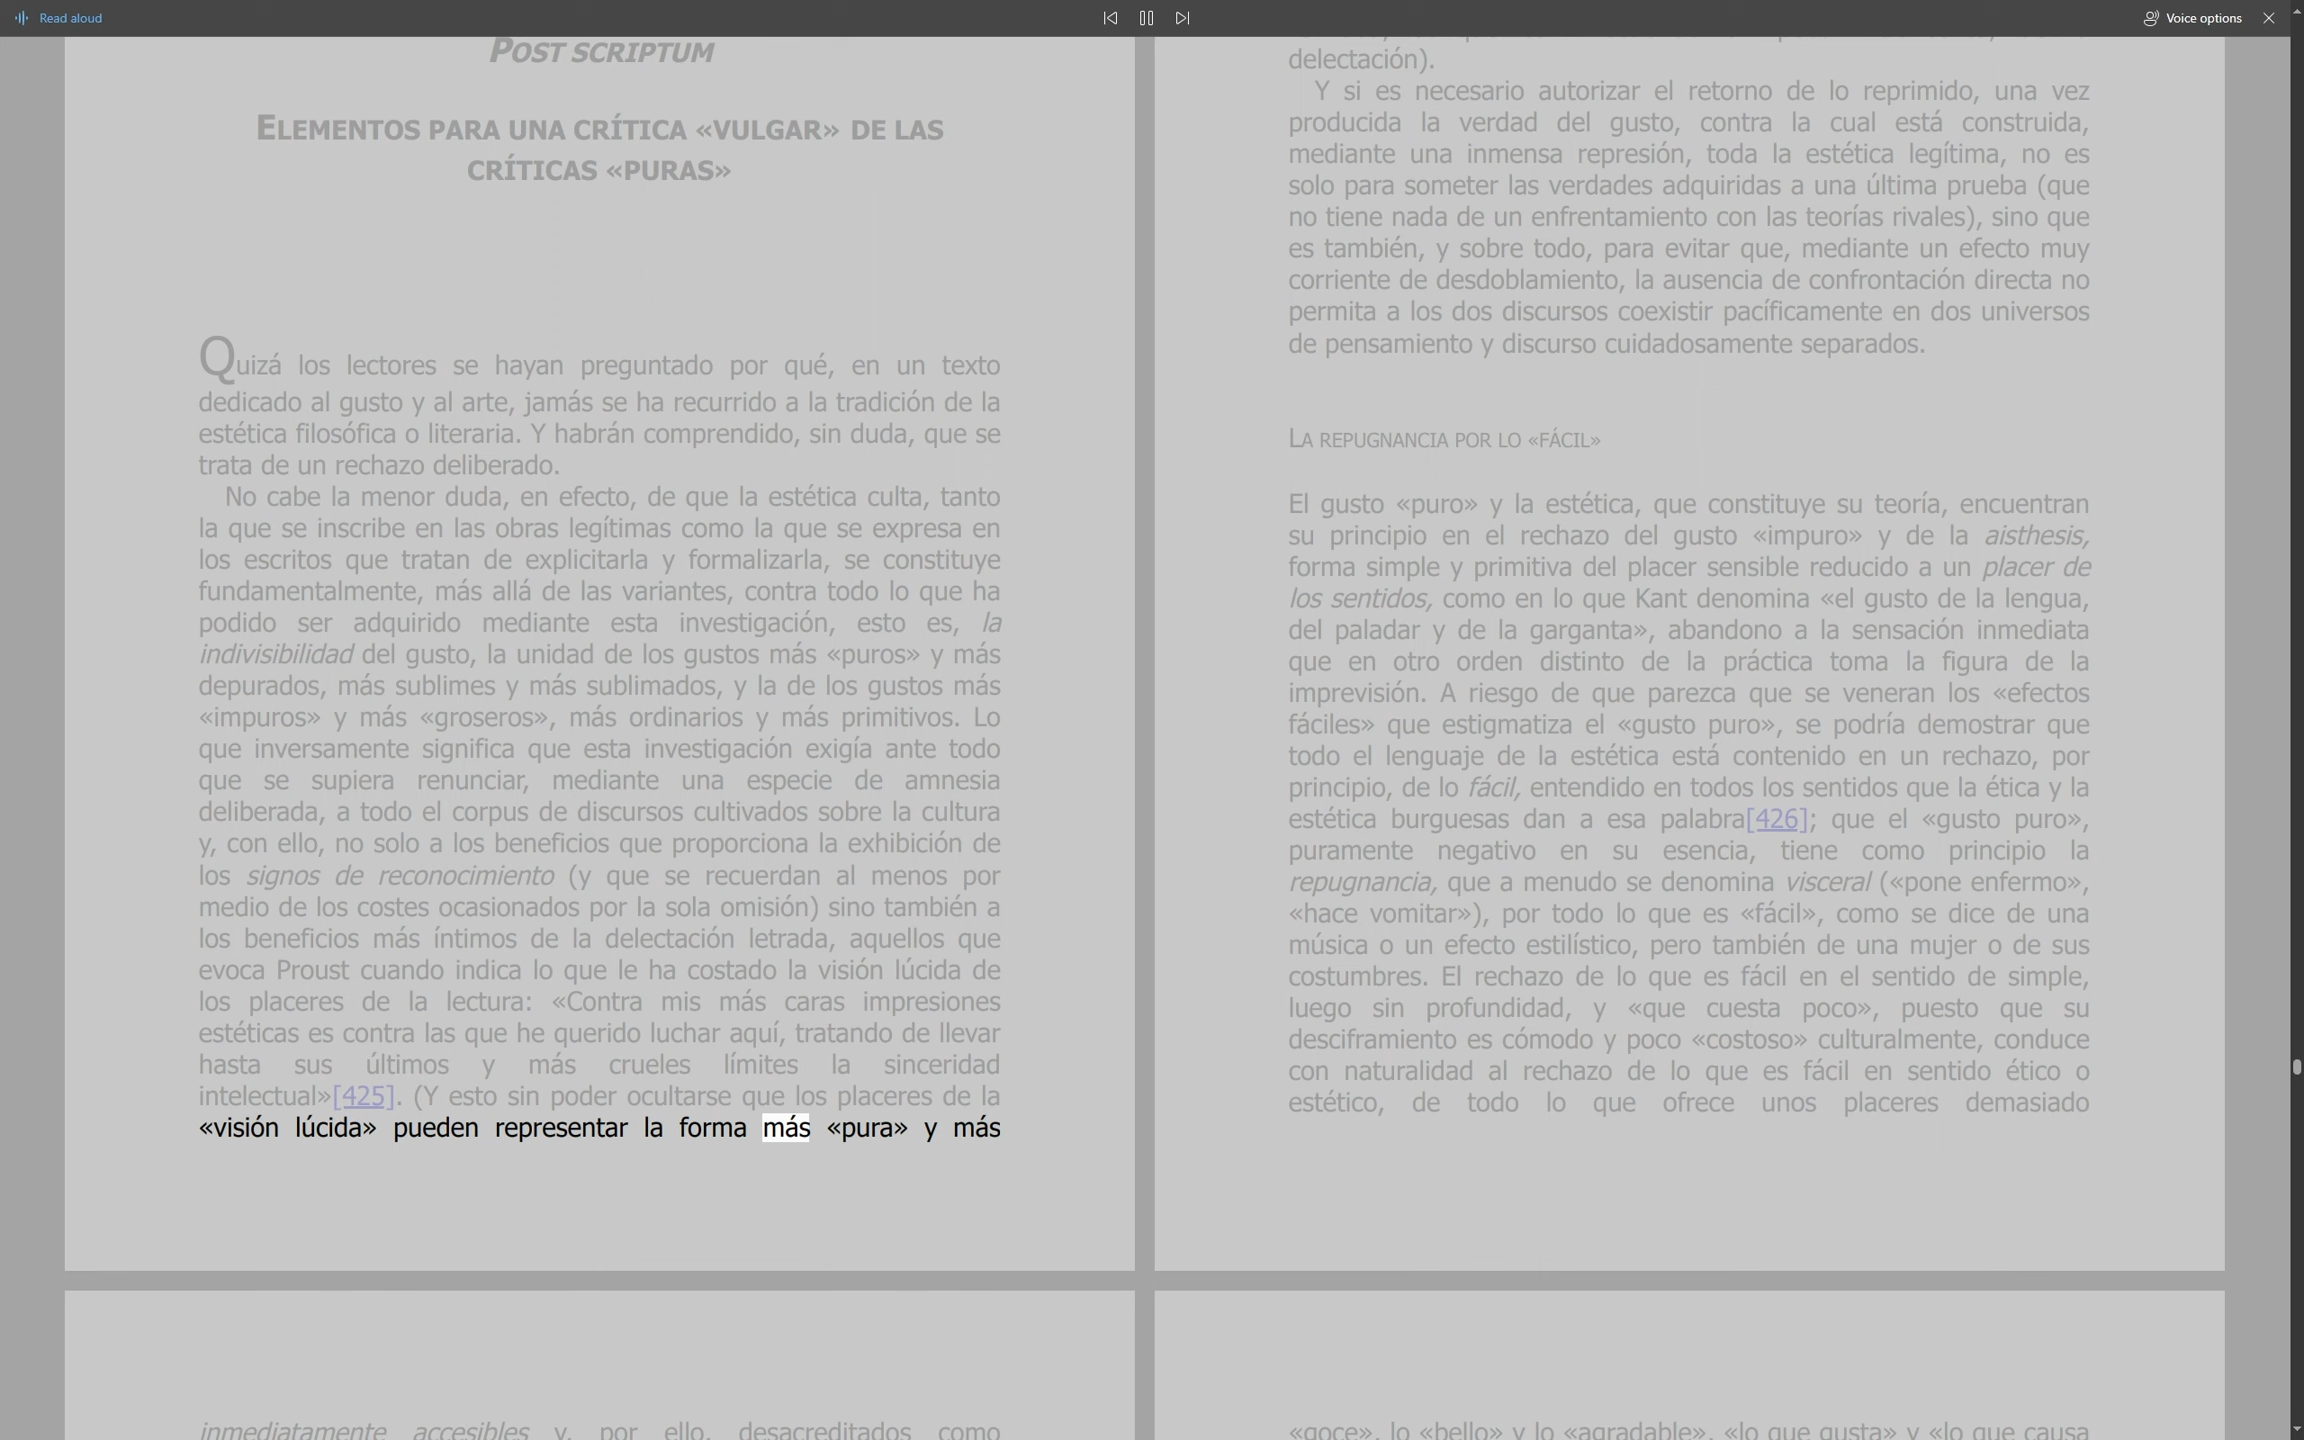 Read aloud
Voice options
POST SCRIPTUM
ELEMENTOS PARA UNA CRÍTICA «VULGAR» DE LAS
CRÍTICAS «PURAS»
Quizá los lectores se hayan preguntado por qué, en un texto
dedicado al gusto y al arte, jamás se ha recurrido a la tradición de la
estética filosófica o literaria. Y habrán comprendido, sin duda, que se
trata de un rechazo deliberado.
No cabe la menor duda, en efecto, de que la estética culta, tanto
la que se inscribe en las obras legítimas como la que se expresa en
los escritos que tratan de explicitarla y formalizarla, se constituye
fundamentalmente, más allá de las variantes, contra todo lo que ha
podido ser adquirido mediante esta investigación, esto es, la
indivisibilidad del gusto, la unidad de los gustos más «puros» y más
depurados, más sublimes y más sublimados, y la de los gustos más
«impuros» y más «groseros», más ordinarios y más primitivos. Lo
que inversamente significa que esta investigación exigía ante todo
que se supiera renunciar, mediante una especie de amnesia
deliberada, a todo el corpus de discursos cultivados sobre la cultura
y, con ello, no solo a los beneficios que proporciona la exhibición de
los signos de reconocimiento (y que se recuerdan al menos por
medio de los costes ocasionados por la sola omisión) sino también a
los beneficios más íntimos de la delectación letrada, aquellos que
evoca Proust cuando indica lo que le ha costado la visión lúcida de
los placeres de la lectura: «Contra mis más caras impresiones
estéticas es contra las que he querido luchar aquí, tratando de llevar
hasta sus últimos y más crueles límites la sinceridad
intelectual»[425]. (Y esto sin poder ocultarse que los placeres de la
«visión lúcida» pueden representar la forma más «pura» y más
delectación).
Y si es necesario autorizar el retorno de lo reprimido, una vez
producida la verdad del gusto, contra la cual está construida,
mediante una inmensa represión, toda la estética legítima, no es
solo para someter las verdades adquiridas a una última prueba (que
no tiene nada de un enfrentamiento con las teorías rivales), sino que
es también, y sobre todo, para evitar que, mediante un efecto muy
corriente de desdoblamiento, la ausencia de confrontación directa no
permita a los dos discursos coexistir pacíficamente en dos universos
de pensamiento y discurso cuidadosamente separados.
LA REPUGNANCIA POR LO «FÁCIL»
El gusto «puro» y la estética, que constituye su teoría, encuentran
su principio en el rechazo del gusto «impuro» y de la aisthesis,
forma simple y primitiva del placer sensible reducido a un placer de
los sentidos, como en lo que Kant denomina «el gusto de la lengua,
del paladar y de la garganta», abandono a la sensación inmediata
que en otro orden distinto de la práctica toma la figura de la
imprevisión. A riesgo de que parezca que se veneran los «efectos
fáciles» que estigmatiza el «gusto puro», se podría demostrar que
todo el lenguaje de la estética está contenido en un rechazo, por
principio, de lo fácil, entendido en todos los sentidos que la ética y la
estética burguesas dan a esa palabra[426]; que el «gusto puro»,
puramente negativo en su esencia, tiene como principio la
repugnancia, que a menudo se denomina visceral («pone enfermo»,
«hace vomitar»), por todo lo que es «fácil», como se dice de una
música o un efecto estilístico, pero también de una mujer o de sus
costumbres. El rechazo de lo que es fácil en el sentido de simple,
luego sin profundidad, y «que cuesta poco», puesto que su
desciframiento es cómodo y poco «costoso» culturalmente, conduce
con naturalidad al rechazo de lo que es fácil en sentido ético o
estético, de todo lo que ofrece unos placeres demasiado
inmediatamente accesibles y, por ello, desacreditados como
«goce», lo «bello» y lo «agradable», «lo que gusta» y «lo que causa